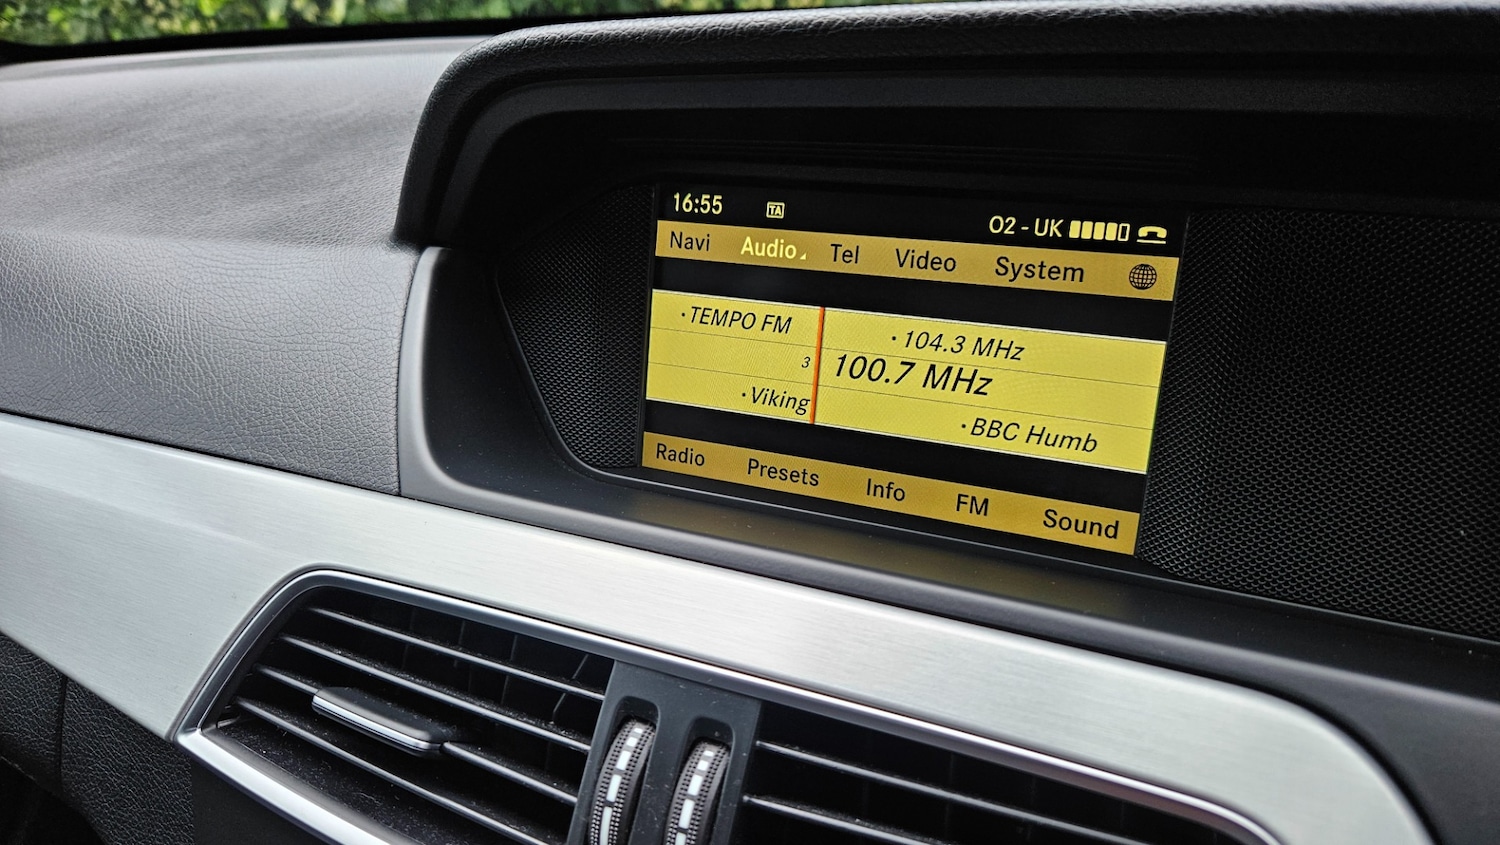 16:55 TA O2 - UK
Navi Audio Tel Video System
·TEMPO FM ·104.3 MHz
3 100.7 MHz
·Viking ·BBC Humb
Radio Presets Info FM Sound